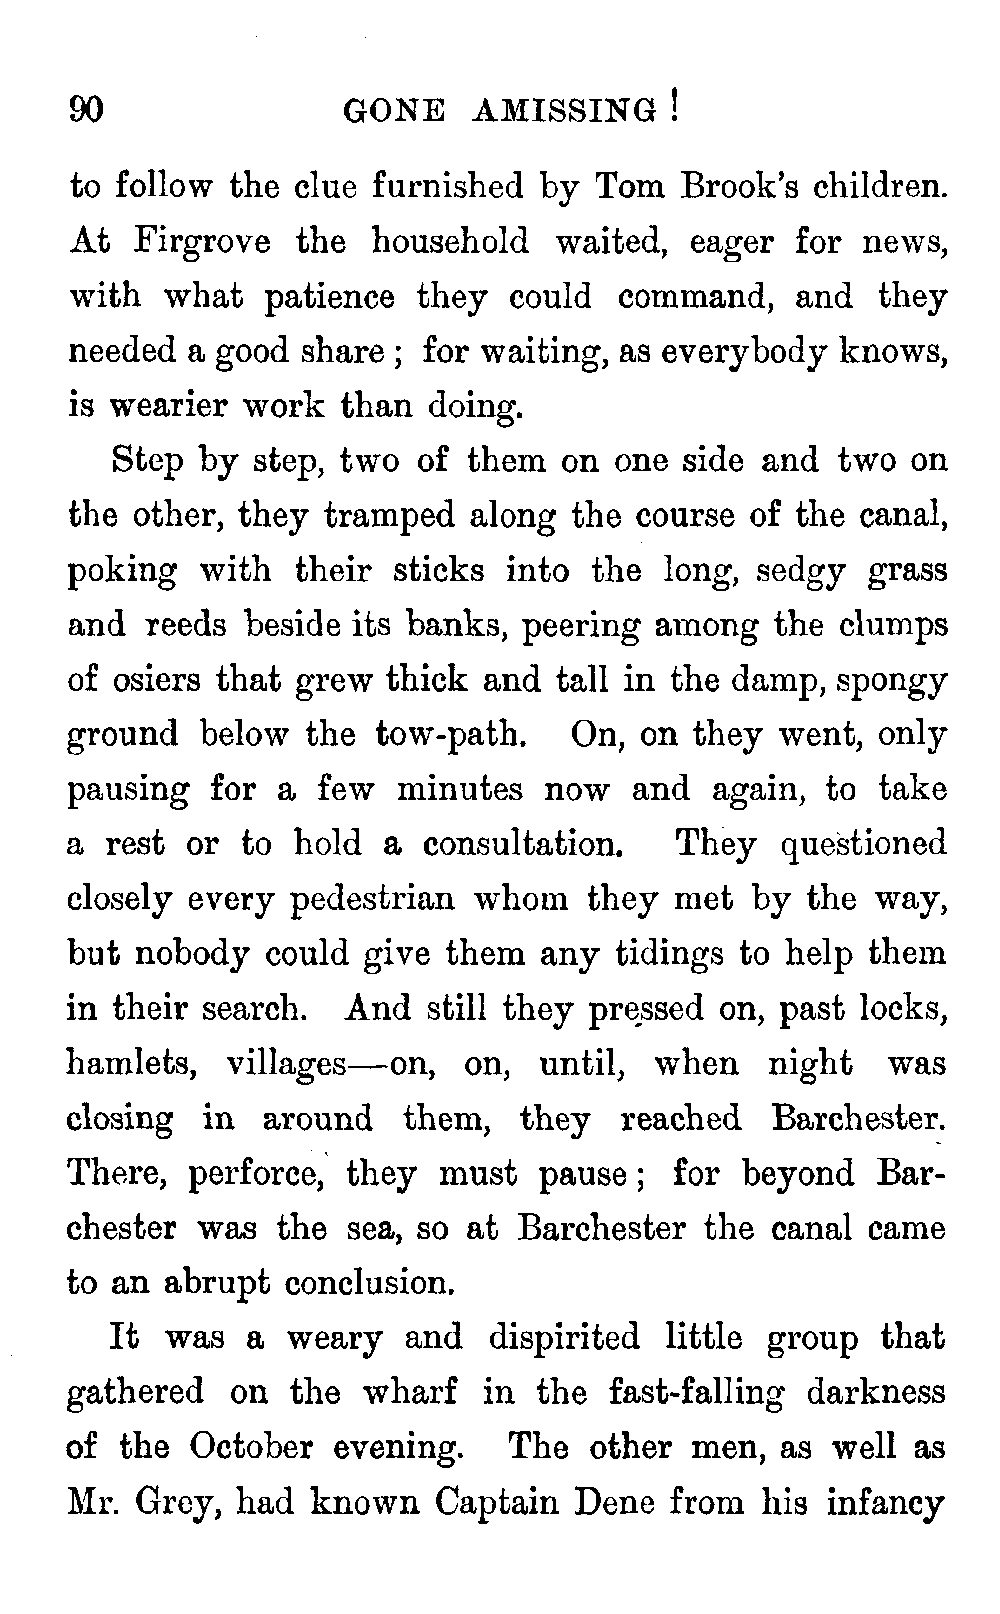 90 GONE AMISSING!
to follow the clue furnished by Tom Brook's children.
At Firgrove the household waited, eager for news,
with what patience they could command, and they
needed a good share; for waiting, as everybody knows,
is wearier work than doing.
Step by step, two of them on one side and two on
the other, they tramped along the course of the canal,
poking with their sticks into the long, sedgy grass
and reeds beside its banks, peering among the clumps
of osiers that grew thick and tall in the damp, spongy
ground below the tow-path. On, on they went, only
pausing for a few minutes now and again, to take
a rest or to hold a consultation. They questioned
closely every pedestrian whom they met by the way,
but nobody could give them any tidings to help them
in their search. And still they pressed on, past locks,
hamlets, villages—on, on, until, when night was
closing in around them, they reached Barchester.
There, perforce, they must pause; for beyond Bar-
chester was the sea, so at Barchester the canal came
to an abrupt conclusion.
It was a weary and dispirited little group that
gathered on the wharf in the fast-falling darkness
of the October evening. The other men, as well as
Mr. Grey, had known Captain Dene from his infancy